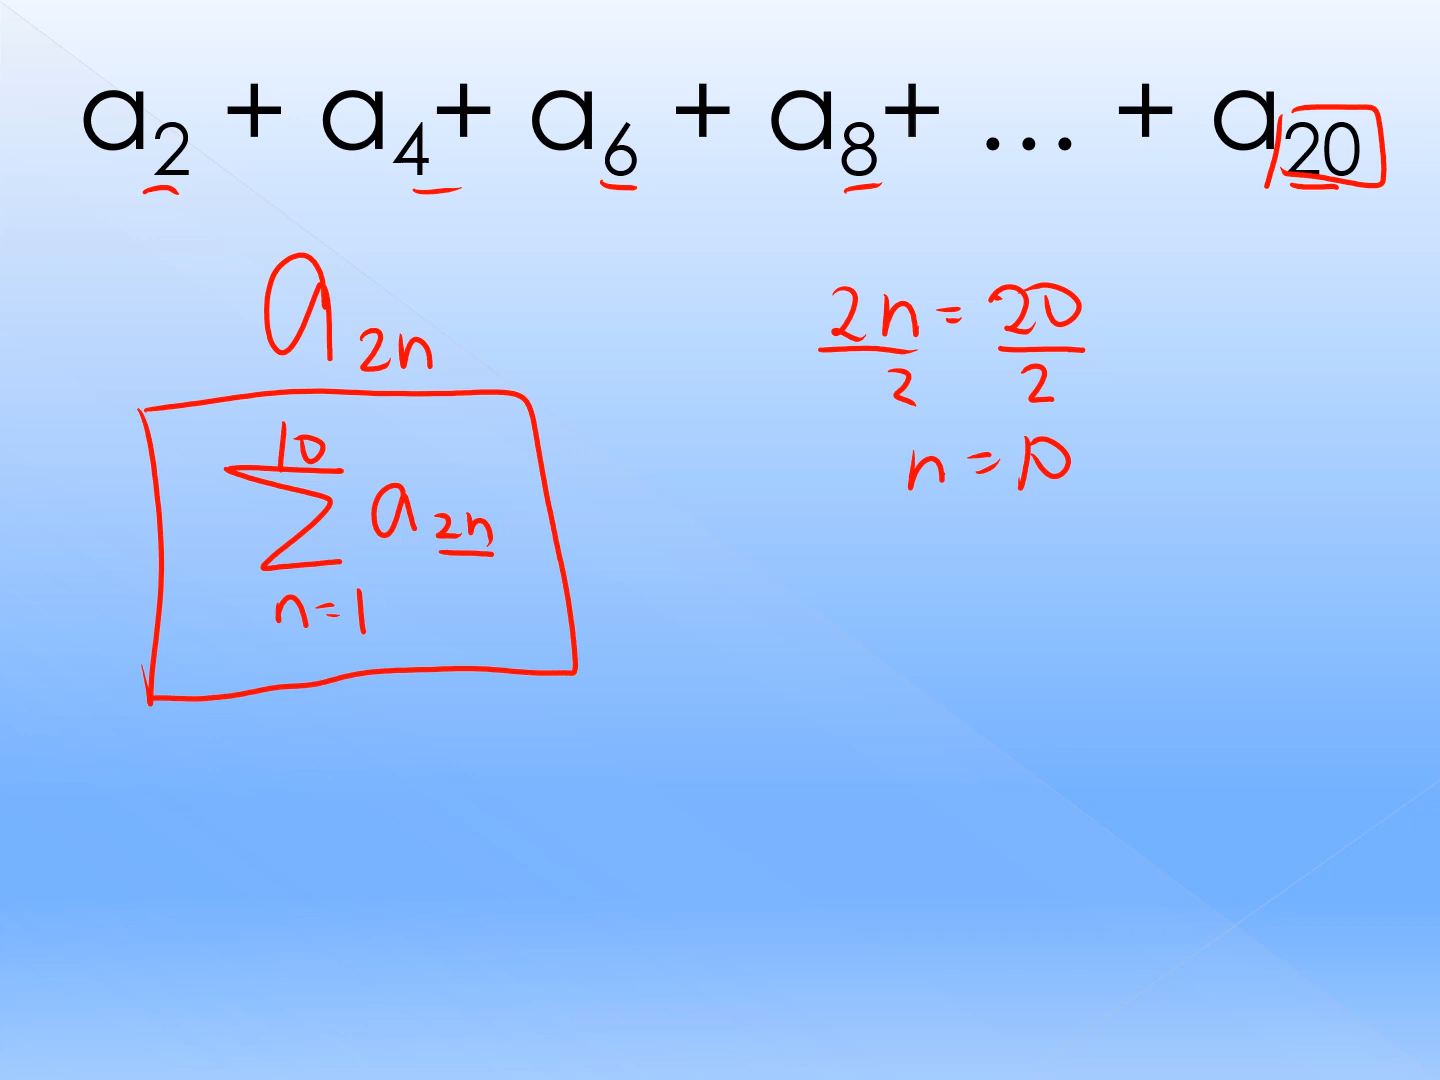 a₂ + a₄ + a₆ + a₈ + … + a₂₀
a₂ₙ
2n = 20
2 2
n = 10
10
∑ a₂ₙ
n = 1